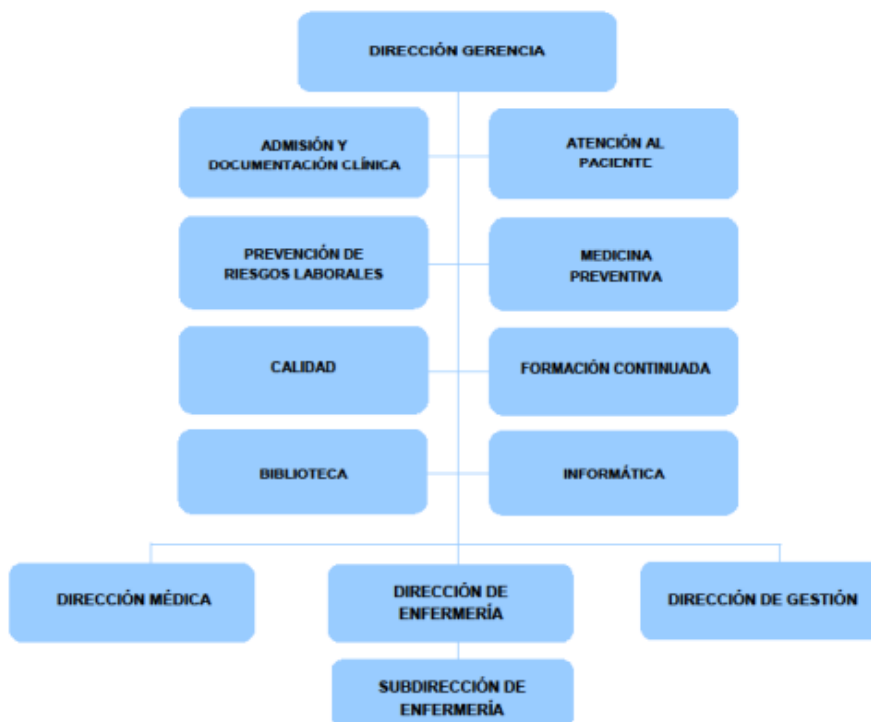 DIRECCIÓN GERENCIA
ADMISIÓN Y
DOCUMENTACIÓN CLÍNICA
ATENCIÓN AL
PACIENTE
PREVENCIÓN DE
RIESGOS LABORALES
MEDICINA
PREVENTIVA
CALIDAD
FORMACIÓN CONTINUADA
BIBLIOTECA
INFORMÁTICA
DIRECCIÓN MÉDICA
DIRECCIÓN DE
ENFERMERÍA
DIRECCIÓN DE GESTIÓN
SUBDIRECCIÓN DE
ENFERMERÍA